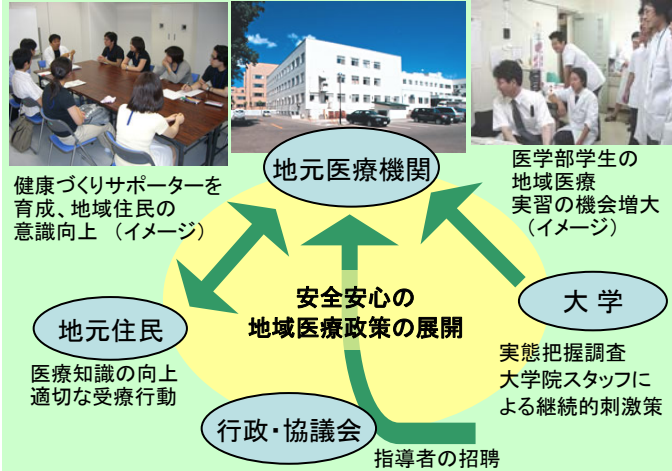 健康づくりサポーターを
育成、地域住民の
意識向上 （イメージ）
地元医療機関
医学部学生の
地域医療
実習の機会増大
（イメージ）
安全安心の
地域医療政策の展開
地元住民
医療知識の向上
適切な受療行動
大 学
実態把握調査
大学院スタッフに
よる継続的刺激策
行政・協議会
指導者の招聘